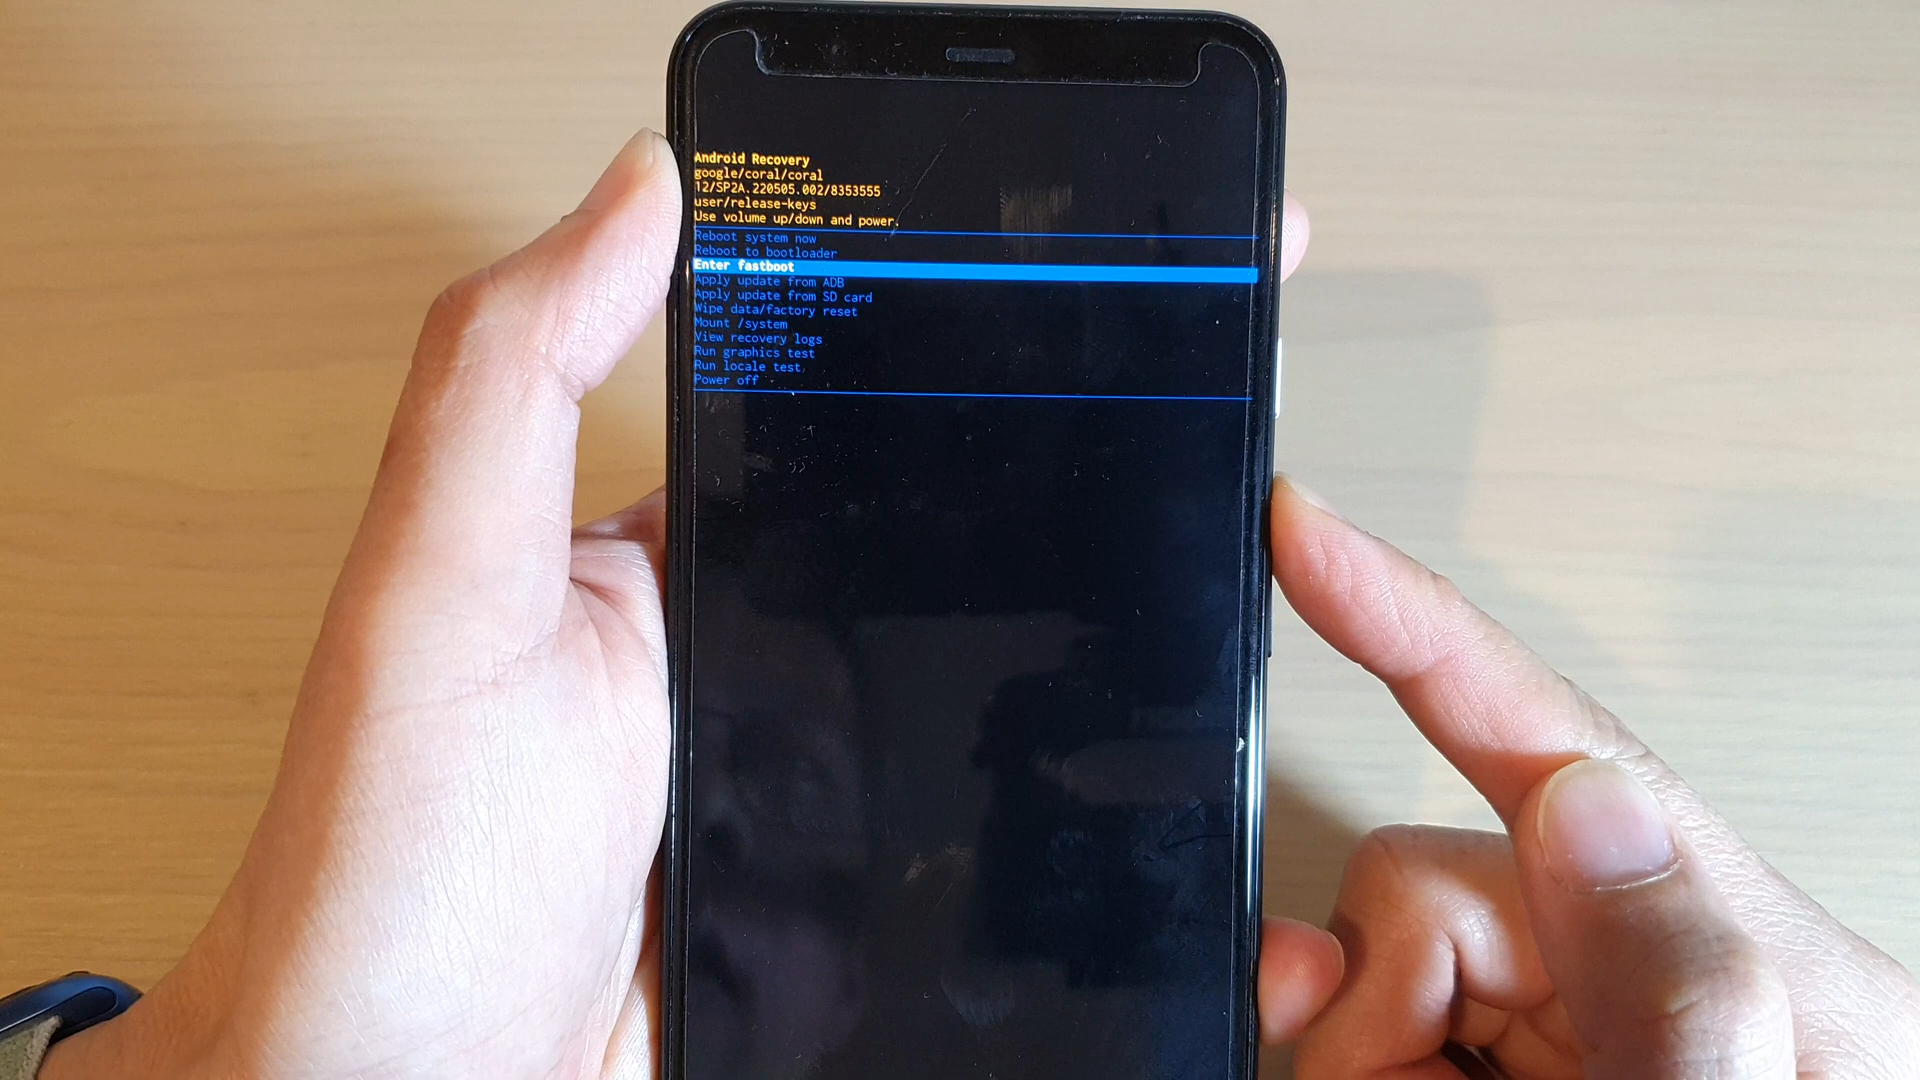 Android Recovery
google/coral/coral
12/SP2A.220505.002/8353555
user/release-keys
Use volume up/down and power.
Reboot system now
Reboot to bootloader
Enter fastboot
Apply update from ADB
Apply update from SD card
Wipe data/factory reset
Mount /system
View recovery logs
Run graphics test
Run locale test
Power off